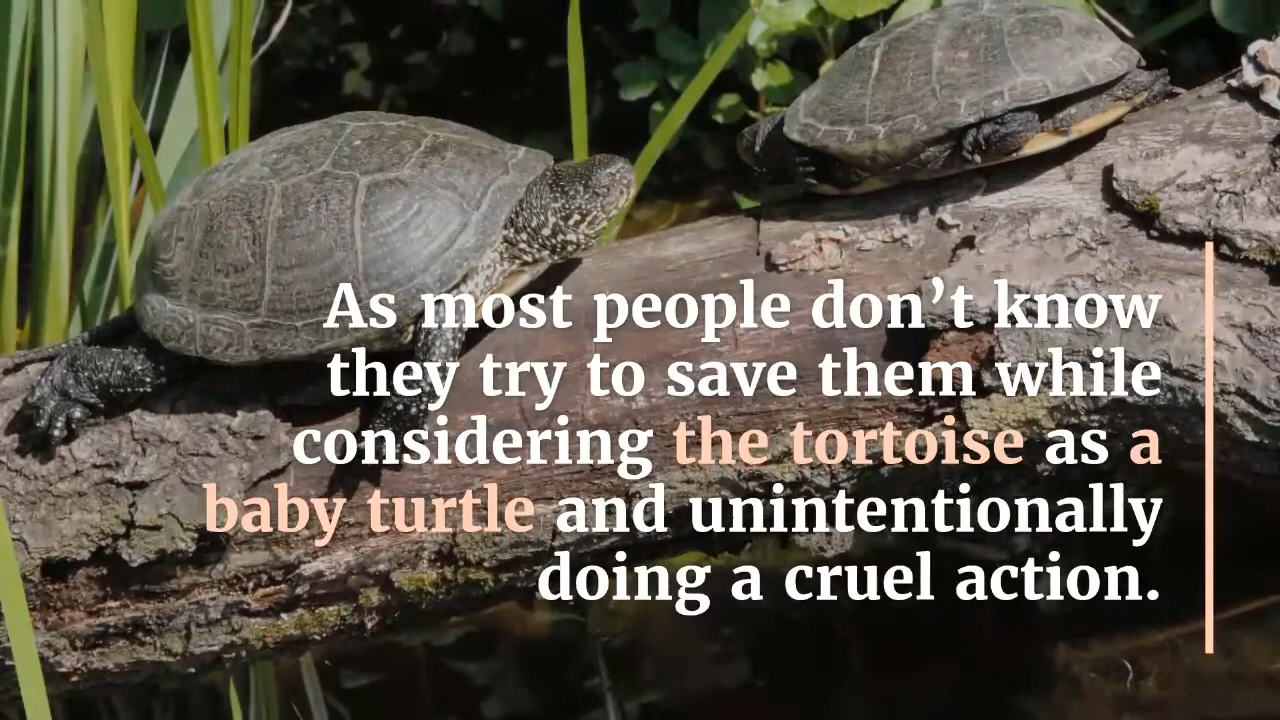 As most people don’t know
they try to save them while
considering the tortoise as a
baby turtle and unintentionally
doing a cruel action.